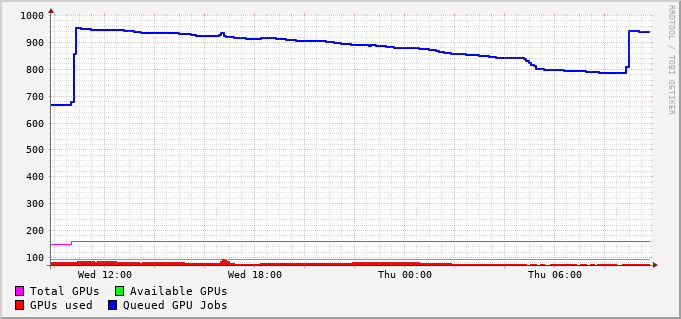 RRDTOOL / TOBI OETIKER
1000
900
800
700
600
500
400
300
200
100
Wed 12:00 Wed 18:00 Thu 00:00 Thu 06:00
Total GPUs Available GPUs
GPUs used Queued GPU Jobs